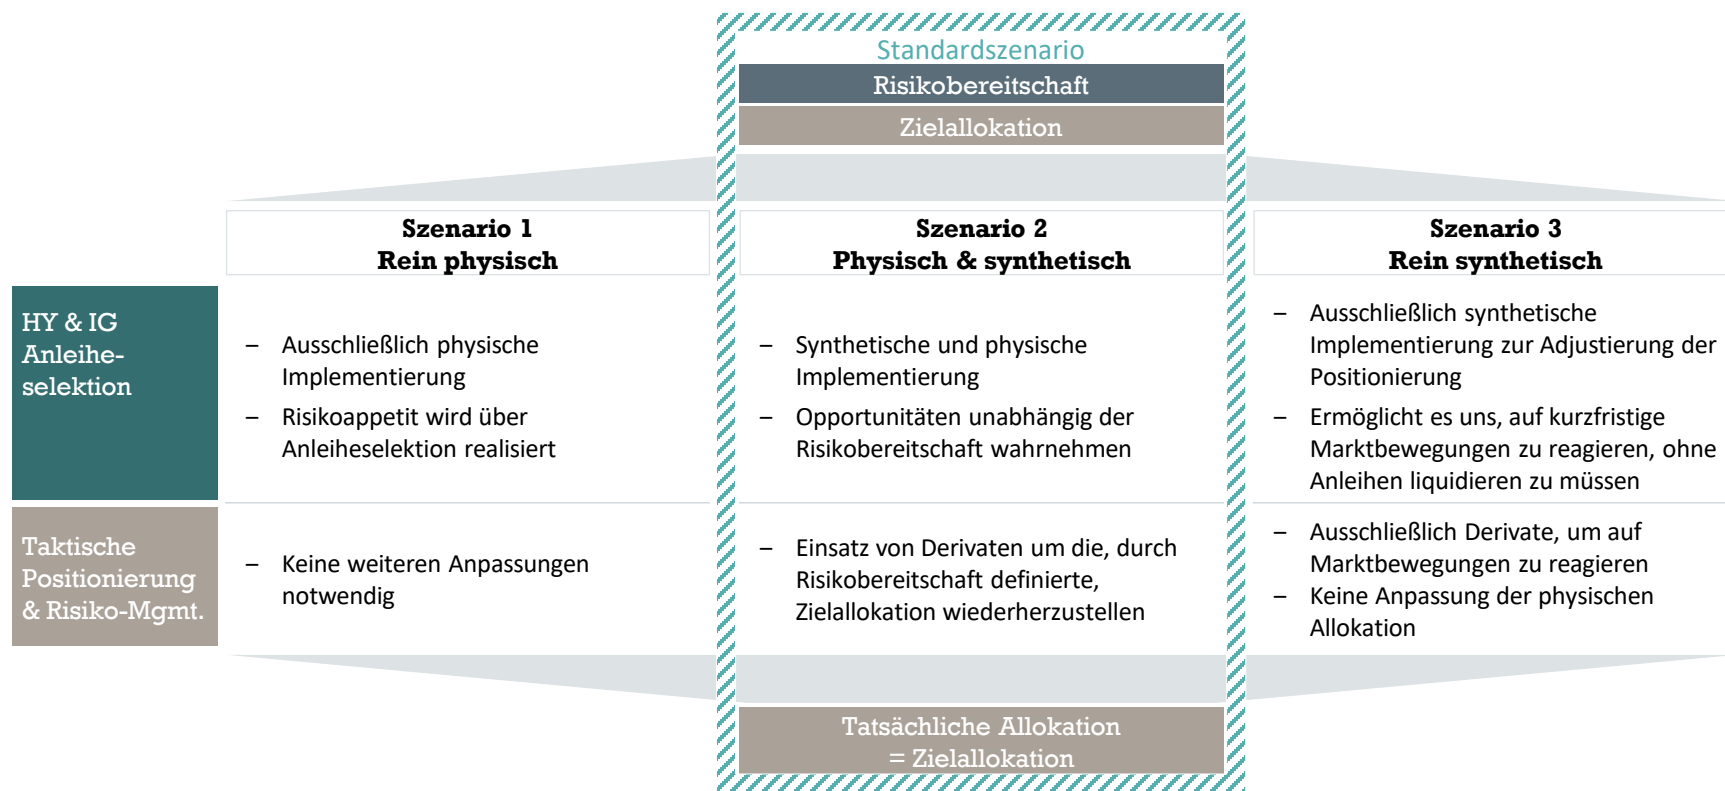 Standardszenario
Risikobereitschaft
Zielallokation
Szenario 1
Rein physisch
Szenario 2
Physisch & synthetisch
Szenario 3
Rein synthetisch
HY & IG
Anleihe-
selektion
– Ausschließlich physische
Implementierung
– Risikoappetit wird über
Anleiheselektion realisiert
– Synthetische und physische
Implementierung
– Opportunitäten unabhängig der
Risikobereitschaft wahrnehmen
– Ausschließlich synthetische
Implementierung zur Adjustierung der
Positionierung
– Ermöglicht es uns, auf kurzfristige
Marktbewegungen zu reagieren, ohne
Anleihen liquidieren zu müssen
Taktische
Positionierung
& Risiko-Mgmt.
– Keine weiteren Anpassungen
notwendig
– Einsatz von Derivaten um die, durch
Risikobereitschaft definierte,
Zielallokation wiederherzustellen
– Ausschließlich Derivate, um auf
Marktbewegungen zu reagieren
– Keine Anpassung der physischen
Allokation
Tatsächliche Allokation
= Zielallokation